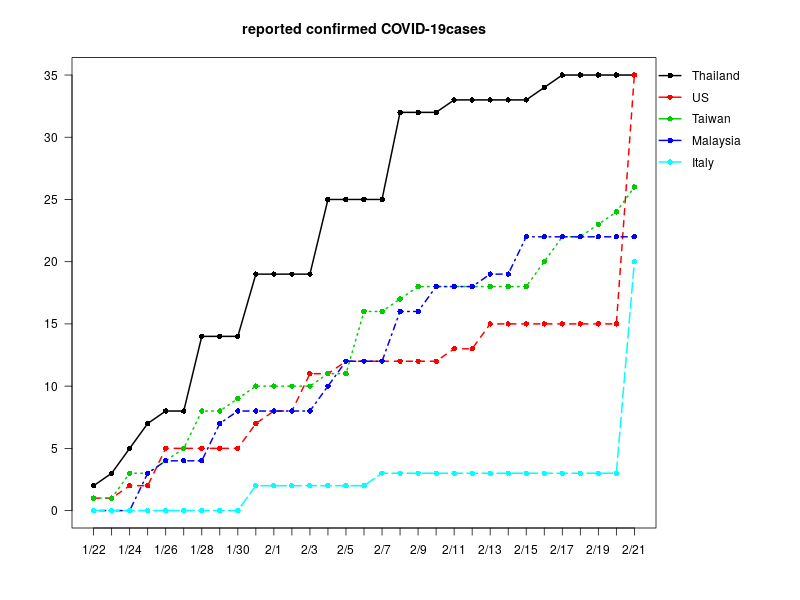 reported confirmed COVID-19cases
Thailand
US
Taiwan
Malaysia
Italy
35
30
25
20
15
10
5
0
1/22 1/24 1/26 1/28 1/30 2/1 2/3 2/5 2/7 2/9 2/11 2/13 2/15 2/17 2/19 2/21